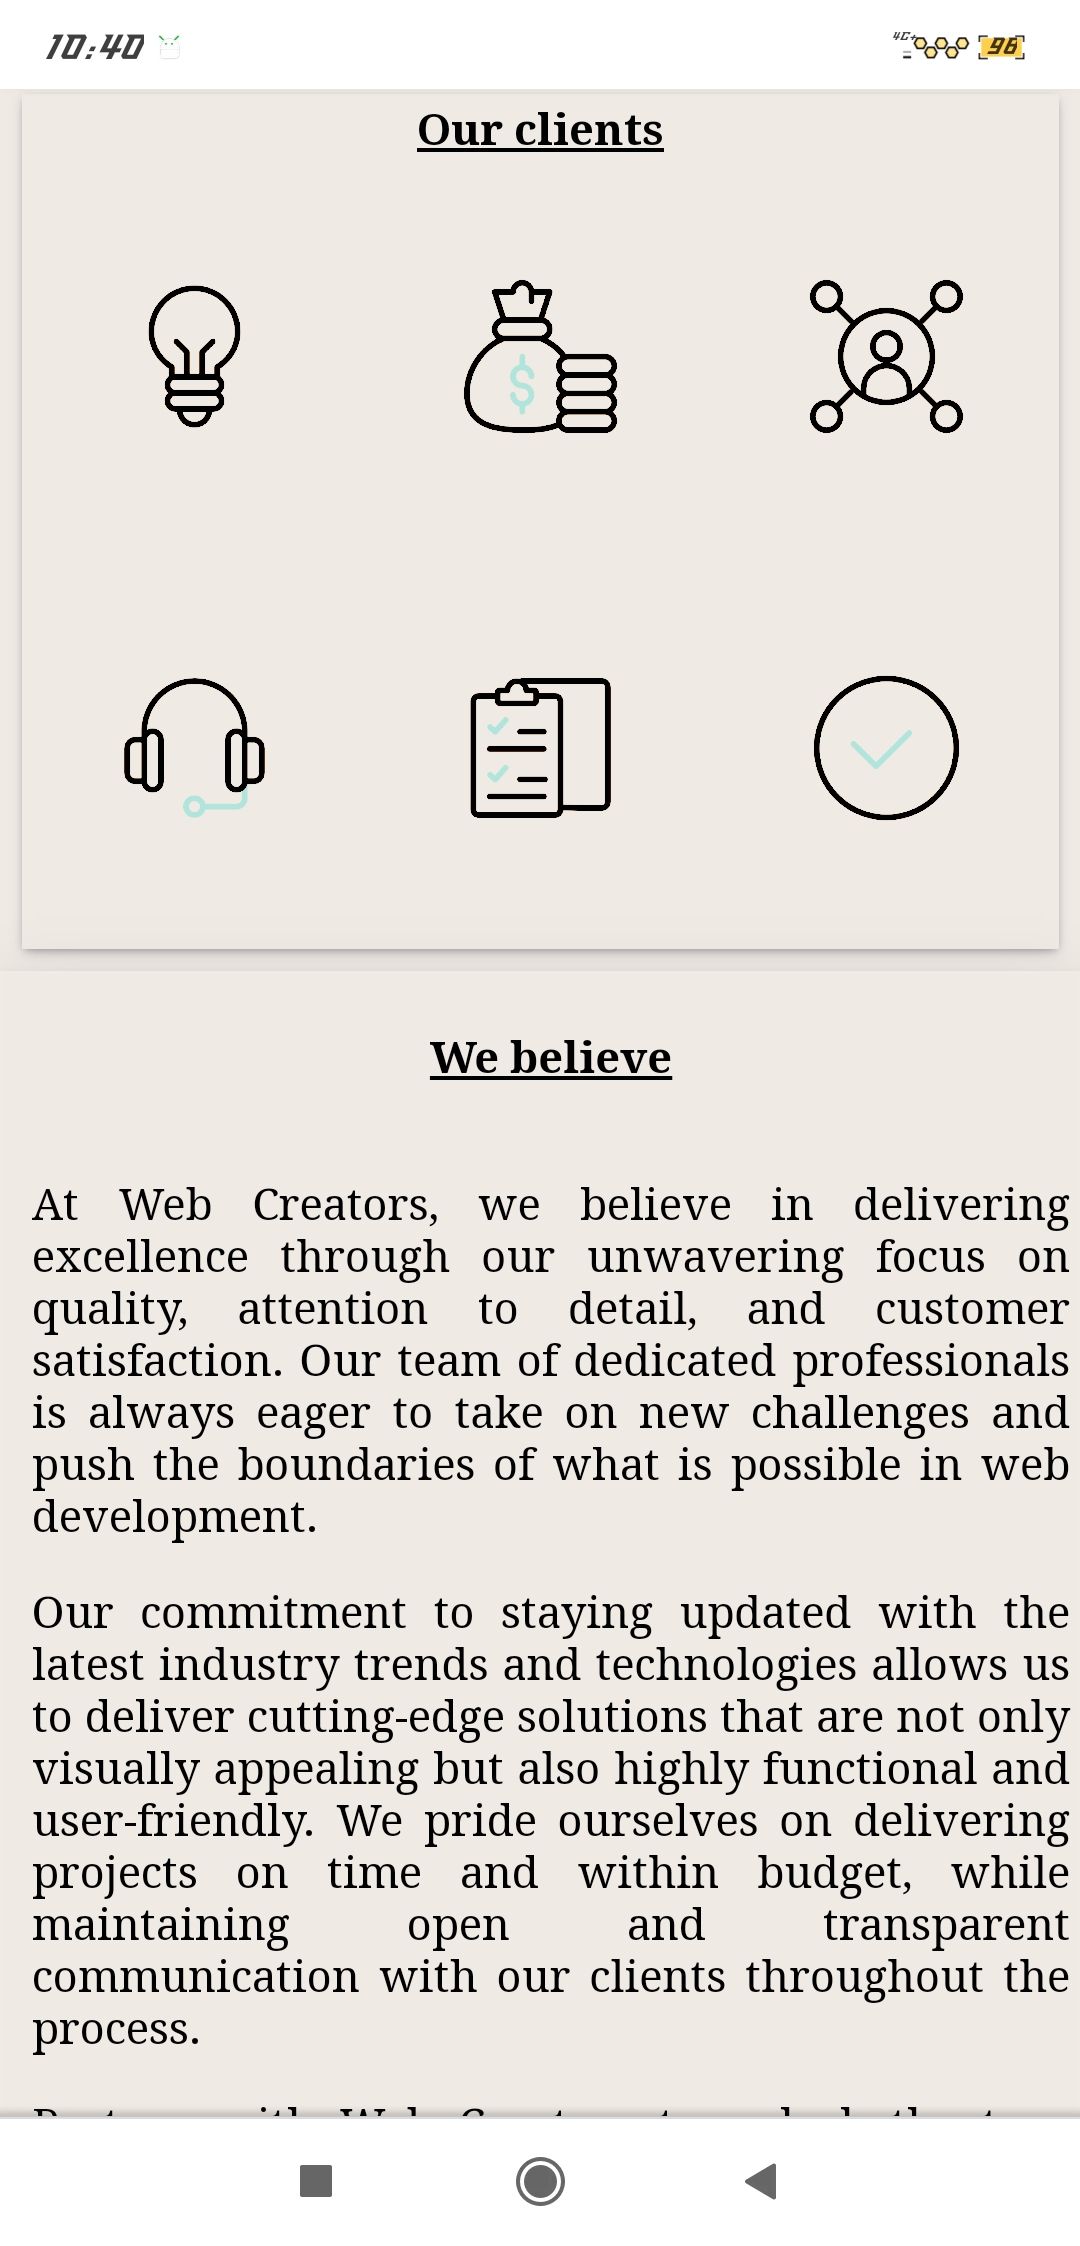 10:40
4G+
96
Our clients
$
We believe
At Web Creators, we believe in delivering
excellence through our unwavering focus on
quality, attention to detail, and customer
satisfaction. Our team of dedicated professionals
is always eager to take on new challenges and
push the boundaries of what is possible in web
development.
Our commitment to staying updated with the
latest industry trends and technologies allows us
to deliver cutting-edge solutions that are not only
visually appealing but also highly functional and
user-friendly. We pride ourselves on delivering
projects on time and within budget, while
maintaining open and transparent
communication with our clients throughout the
process.